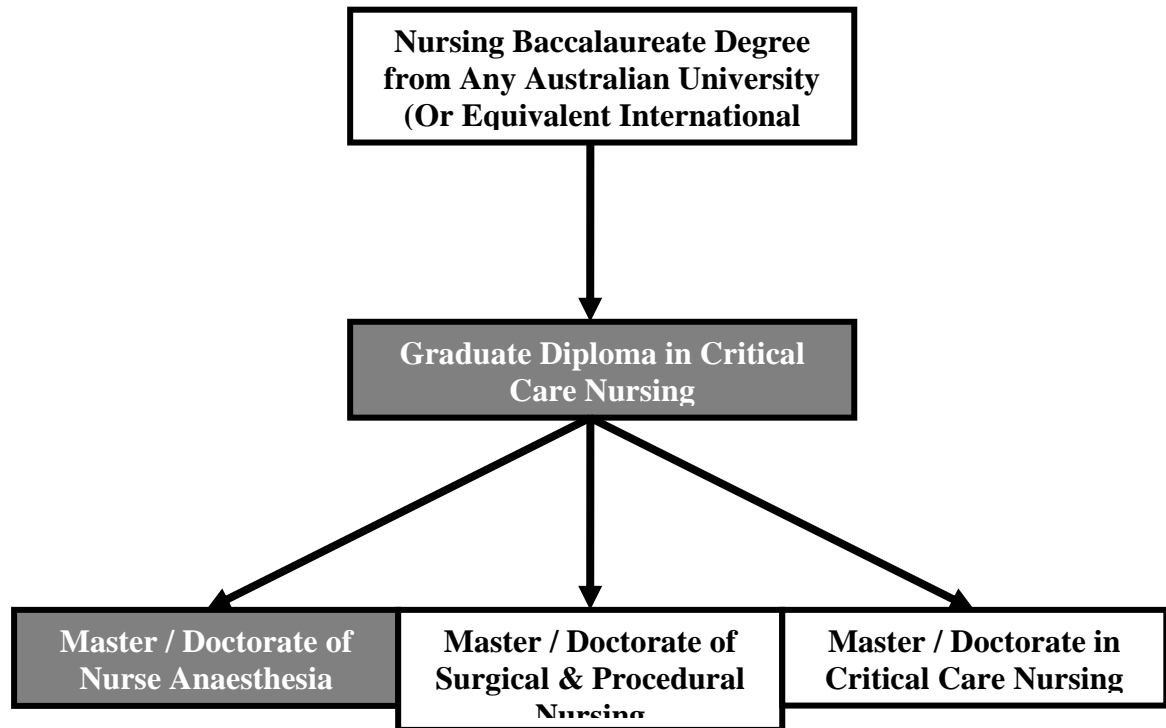 Nursing Baccalaureate Degree
from Any Australian University
(Or Equivalent International
Graduate Diploma in Critical
Care Nursing
Master / Doctorate of
Nurse Anaesthesia
Master / Doctorate of
Surgical & Procedural
Nursing
Master / Doctorate in
Critical Care Nursing